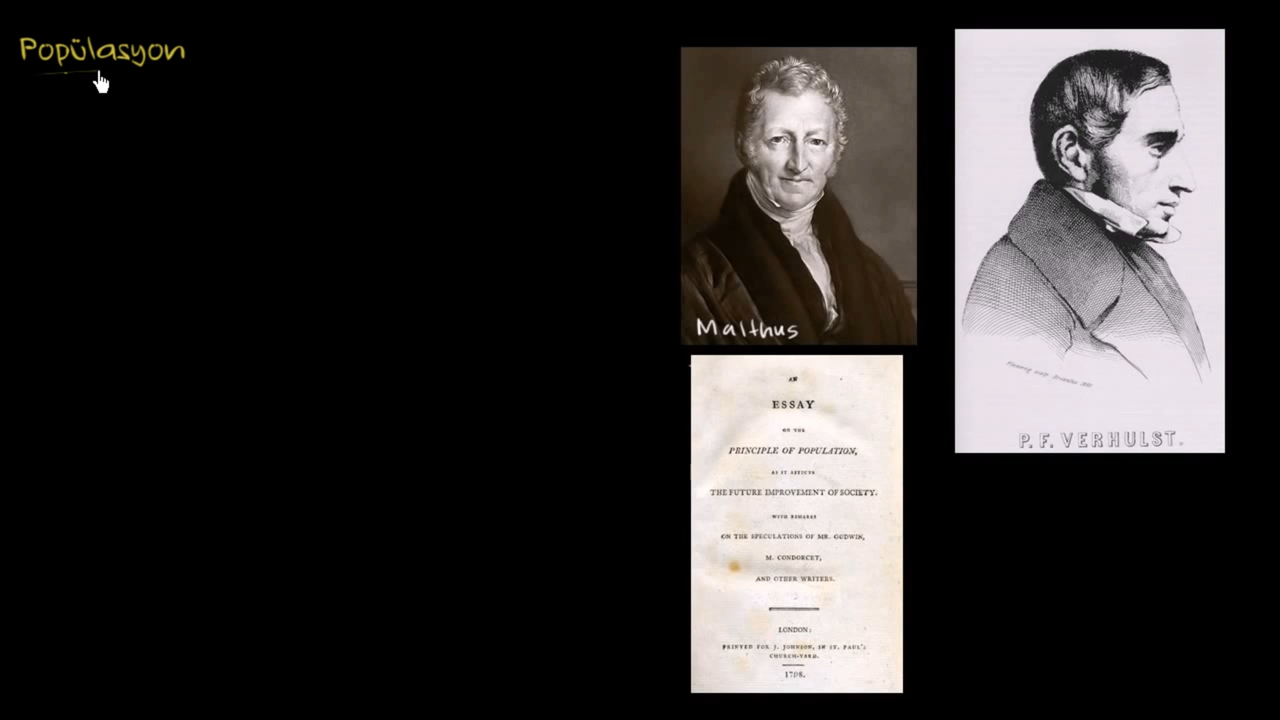 Popülasyon
Malthus
AN
ESSAY
ON THE
PRINCIPLE OF POPULATION,
AS IT AFFECTS
THE FUTURE IMPROVEMENT OF SOCIETY.
WITH REMARKS
ON THE SPECULATIONS OF MR. GODWIN,
M. CONDORCET,
AND OTHER WRITERS.
LONDON:
PRINTED FOR J. JOHNSON, IN ST. PAUL'S
CHURCH-YARD.
1798.
P. F. VERHULST.